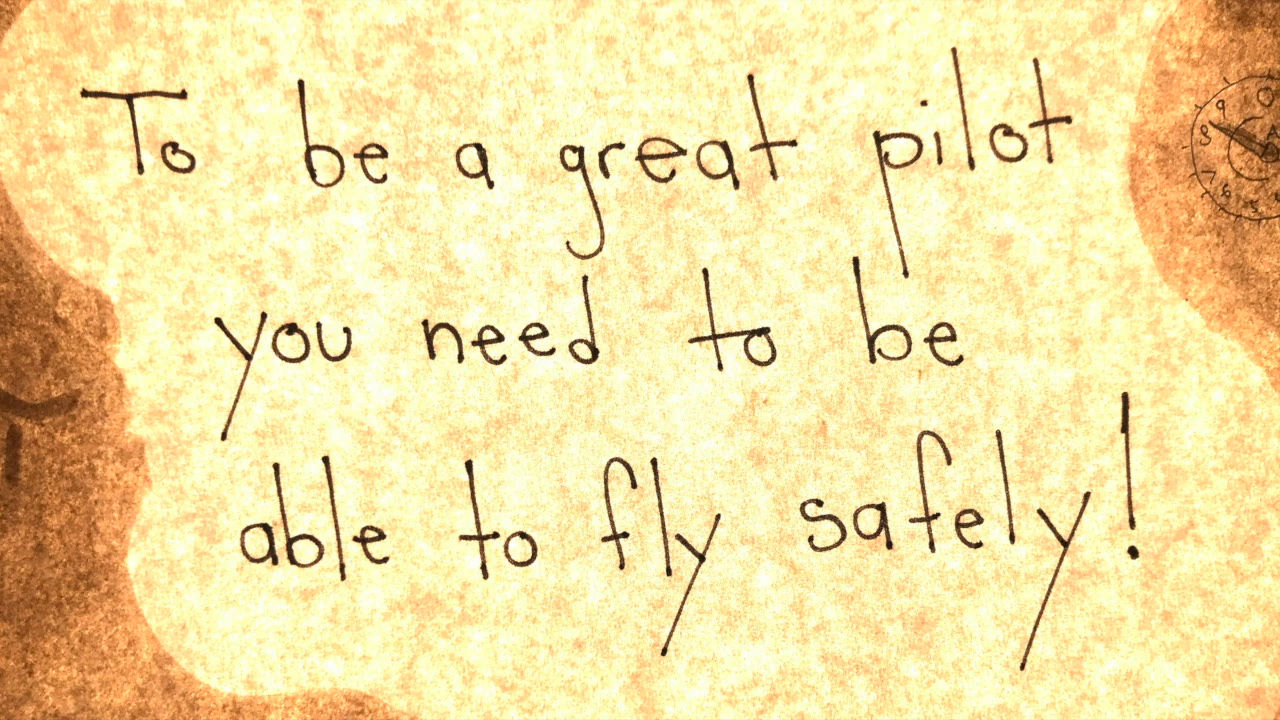 To be a great pilot
you need to be
able to fly safely!